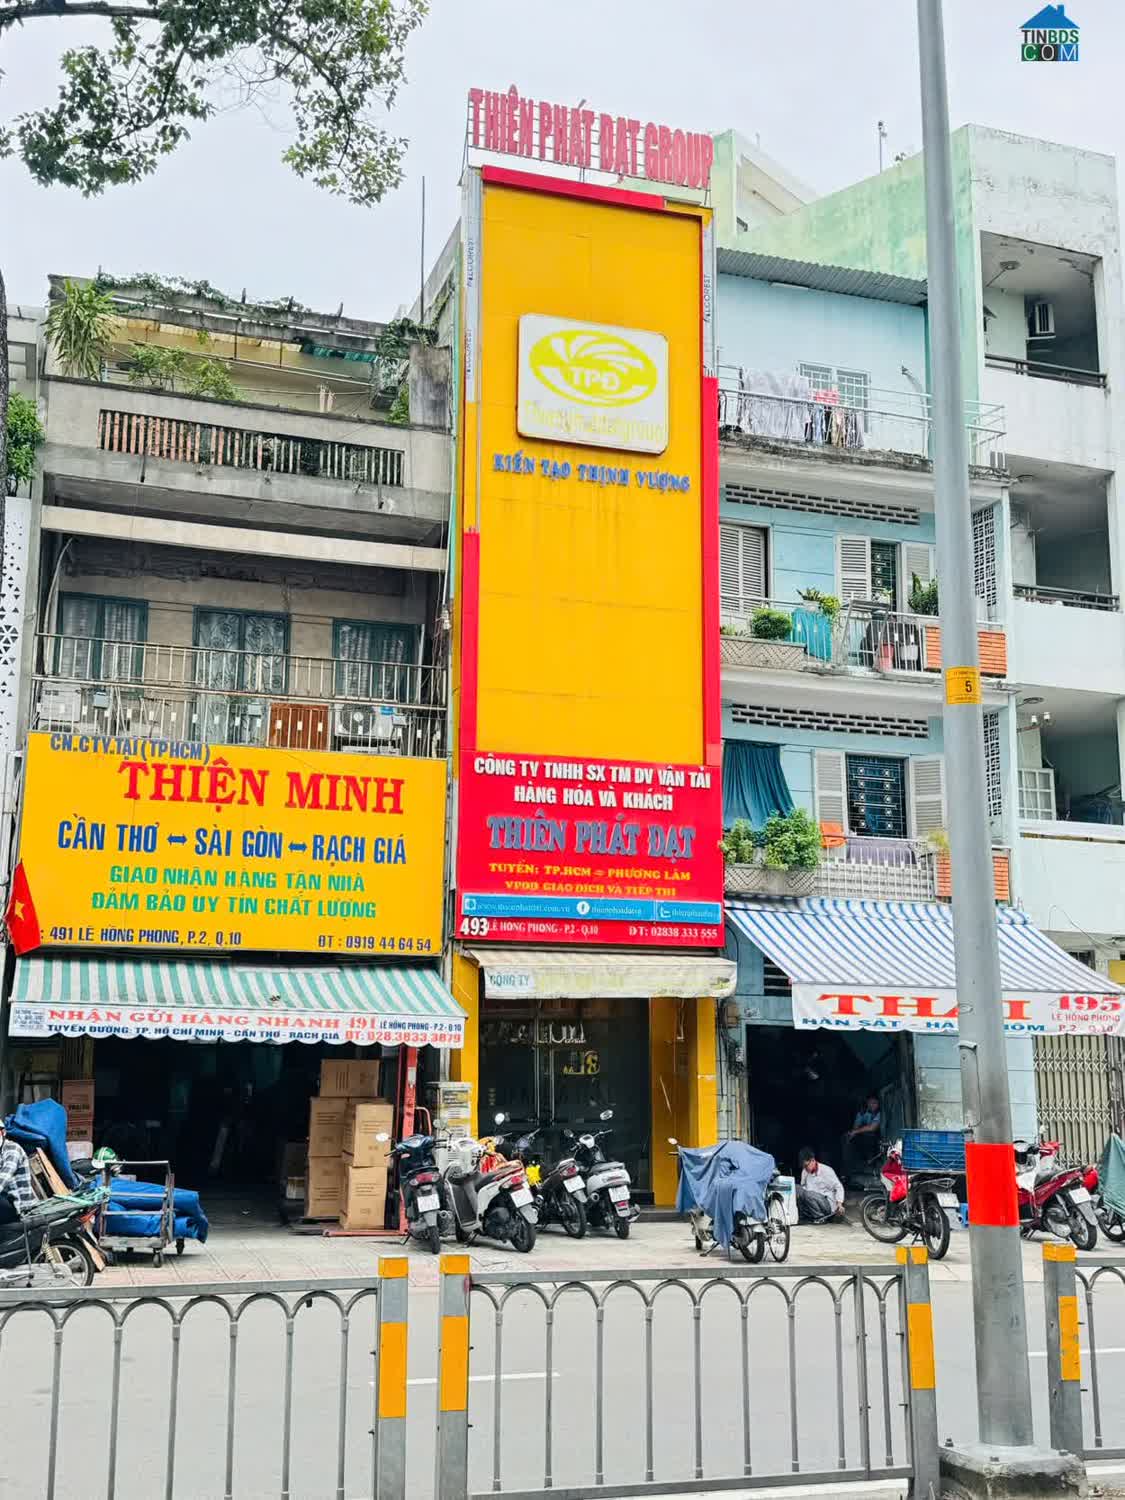 TINBDS
COM
THIÊN PHÁT ĐẠT GROUP
ALCOREST
ALCOREST
TPĐ
Thienphatdatgroup
KIẾN TẠO THỊNH VƯỢNG
CÔNG TY TNHH SX TM DV VẬN TẢI
HÀNG HÓA VÀ KHÁCH
THIÊN PHÁT ĐẠT
TUYẾN: TP.HCM ⇌ PHƯƠNG LÂM
VPĐD GIAO DỊCH VÀ TIẾP THỊ
493 LÊ HỒNG PHONG - P.2 - Q.10 ĐT: 02838 333 555
CÔNG TY
CN.CTY.TẠI (TPHCM)
THIỆN MINH
CẦN THƠ ↔ SÀI GÒN ↔ RẠCH GIÁ
GIAO NHẬN HÀNG TẬN NHÀ
ĐẢM BẢO UY TÍN CHẤT LƯỢNG
: 491 LÊ HỒNG PHONG, P.2, Q.10 ĐT : 0919 44 64 54
NHẬN GỬI HÀNG NHANH 491 LÊ HỒNG PHONG - P.2 - Q.10
TUYẾN ĐƯỜNG: TP. HỒ CHÍ MINH - CẦN THƠ - RẠCH GIÁ ĐT: 028.3833.3879
5
495
LÊ HỒNG PHONG
P.2 - Q.10